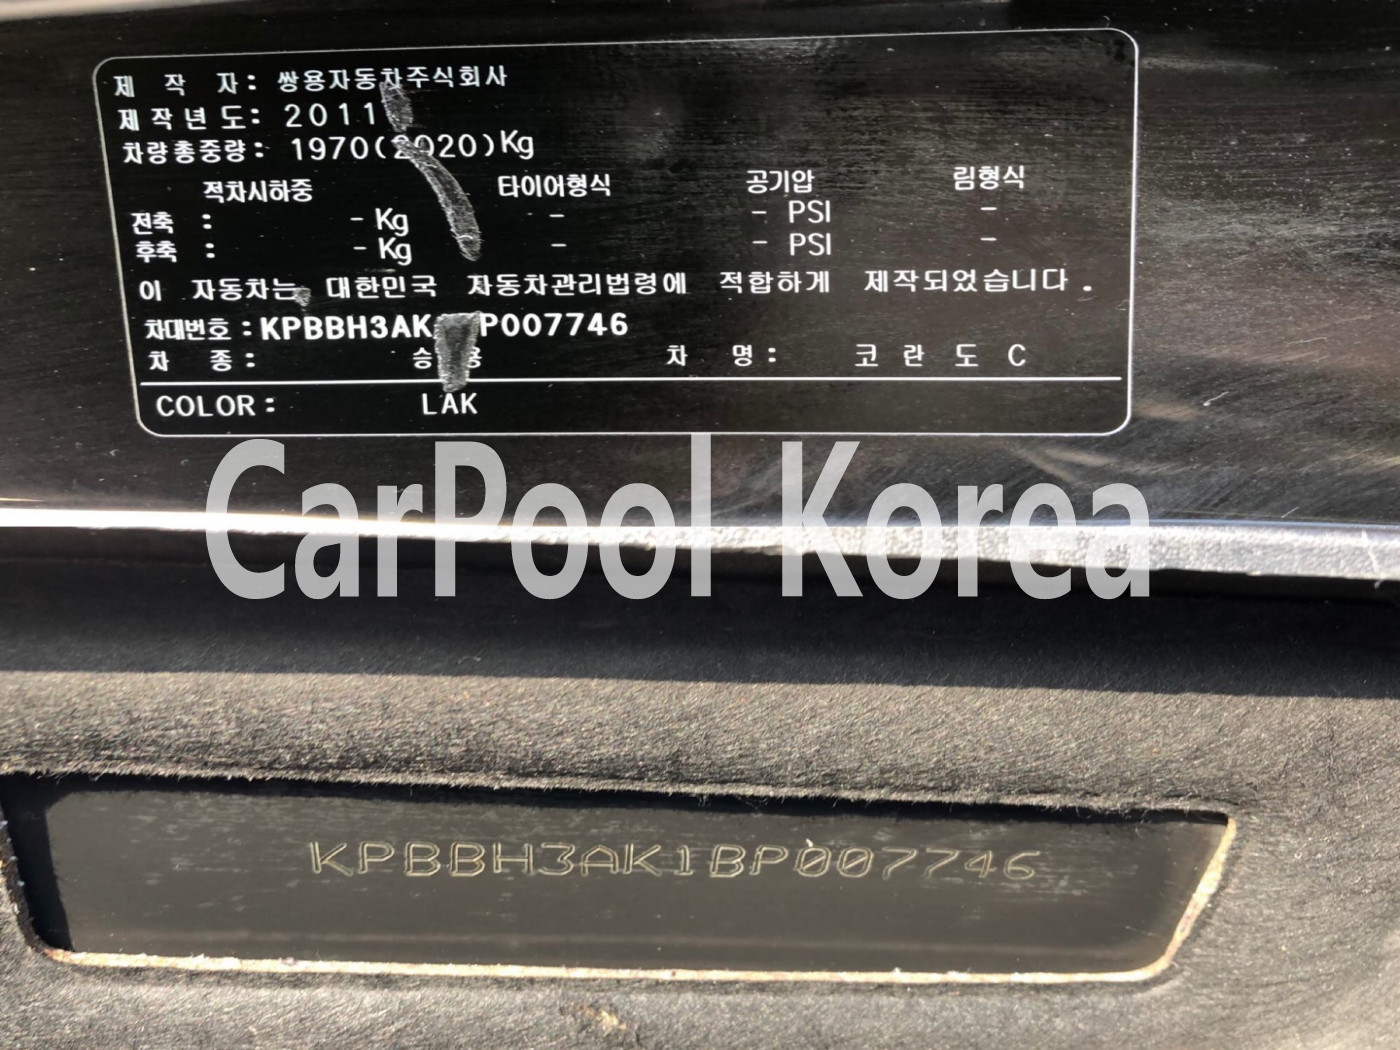 제 작 자 : 쌍용자동차주식회사
제작년도: 2011
차량총중량: 1970(2020)Kg
적차시하중 타이어형식 공기압 림형식
전축 : - Kg - - PSI -
후축 : - Kg - - PSI -
이 자동차는 대한민국 자동차관리법령에 적합하게 제작되었습니다.
차대번호 : KPBBH3AK P007746
차 종 : 차 명 : 코 란 도 C
COLOR : LAK
CarPool Korea
KPBBH3AK1BP007746